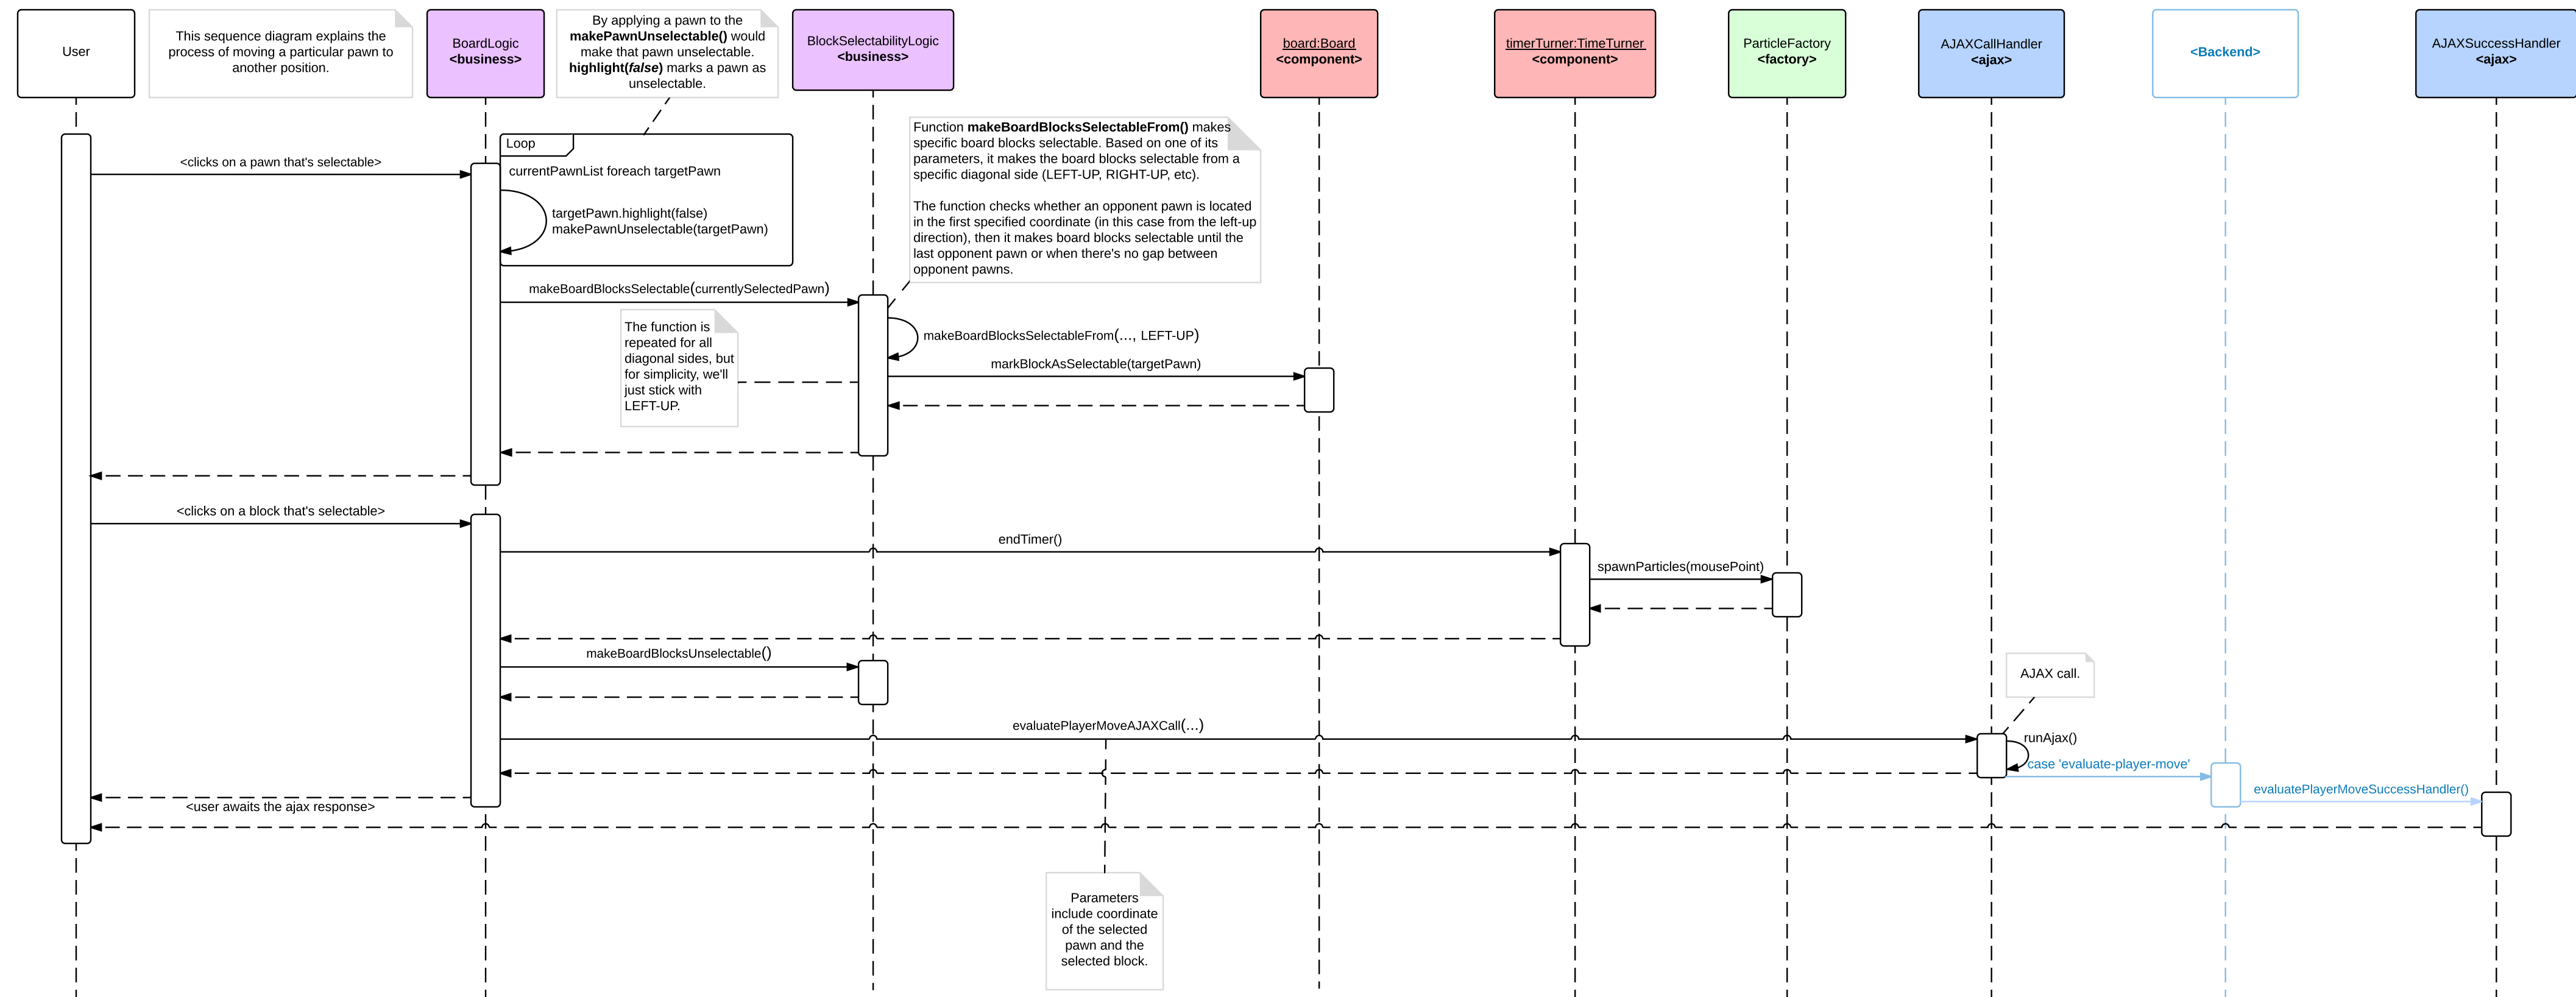 User
This sequence diagram explains the
process of moving a particular pawn to
another position.
BoardLogic
<business>
By applying a pawn to the
makePawnUnselectable() would
make that pawn unselectable.
highlight(false) marks a pawn as
unselectable.
BlockSelectabilityLogic
<business>
board:Board
<component>
timerTurner:TimeTurner
<component>
ParticleFactory
<factory>
AJAXCallHandler
<ajax>
<Backend>
AJAXSuccessHandler
<ajax>
Function makeBoardBlocksSelectableFrom() makes
specific board blocks selectable. Based on one of its
parameters, it makes the board blocks selectable from a
specific diagonal side (LEFT-UP, RIGHT-UP, etc).
The function checks whether an opponent pawn is located
in the first specified coordinate (in this case from the left-up
direction), then it makes board blocks selectable until the
last opponent pawn or when there's no gap between
opponent pawns.
Loop
<clicks on a pawn that's selectable>
currentPawnList foreach targetPawn
targetPawn.highlight(false)
makePawnUnselectable(targetPawn)
makeBoardBlocksSelectable(currentlySelectedPawn)
The function is
repeated for all
diagonal sides, but
for simplicity, we'll
just stick with
LEFT-UP.
makeBoardBlocksSelectableFrom(..., LEFT-UP)
markBlockAsSelectable(targetPawn)
<clicks on a block that's selectable>
endTimer()
spawnParticles(mousePoint)
makeBoardBlocksUnselectable()
AJAX call.
evaluatePlayerMoveAJAXCall(...)
runAjax()
case 'evaluate-player-move'
evaluatePlayerMoveSuccessHandler()
<user awaits the ajax response>
Parameters
include coordinate
of the selected
pawn and the
selected block.